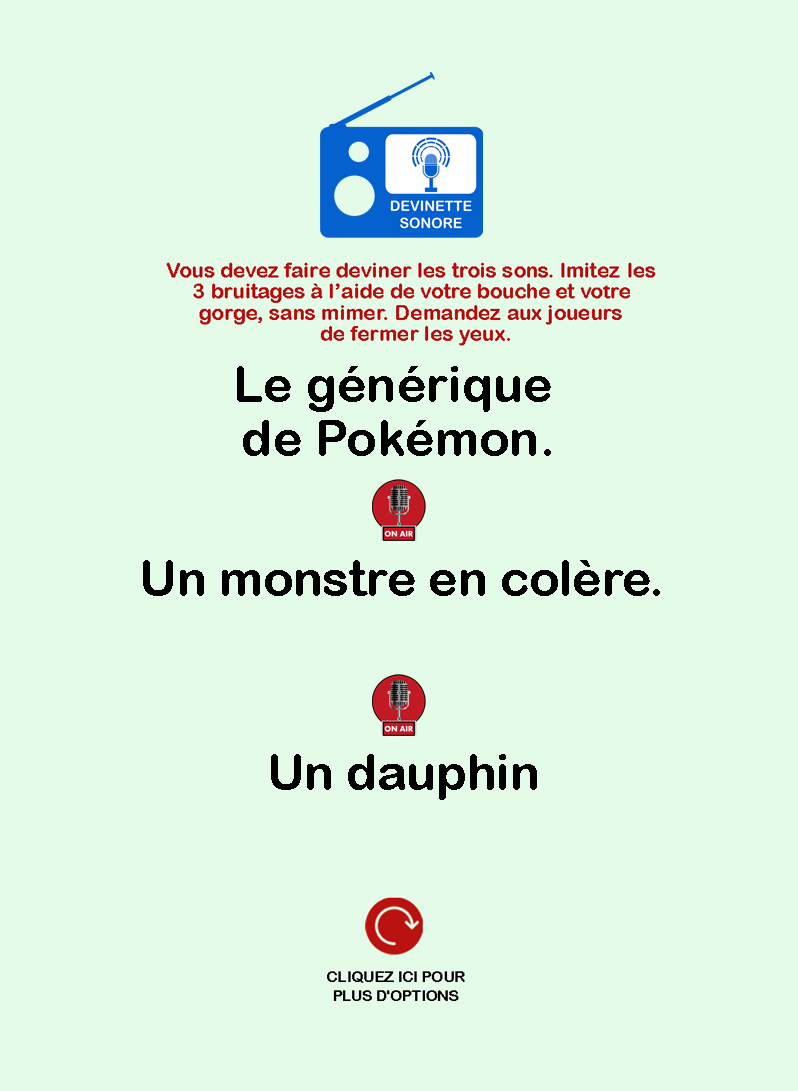 DEVINETTE
SONORE
Vous devez faire deviner les trois sons. Imitez les
3 bruitages à l’aide de votre bouche et votre
gorge, sans mimer. Demandez aux joueurs
de fermer les yeux.
Le générique
de Pokémon.
ON AIR
Un monstre en colère.
ON AIR
Un dauphin
CLIQUEZ ICI POUR
PLUS D'OPTIONS